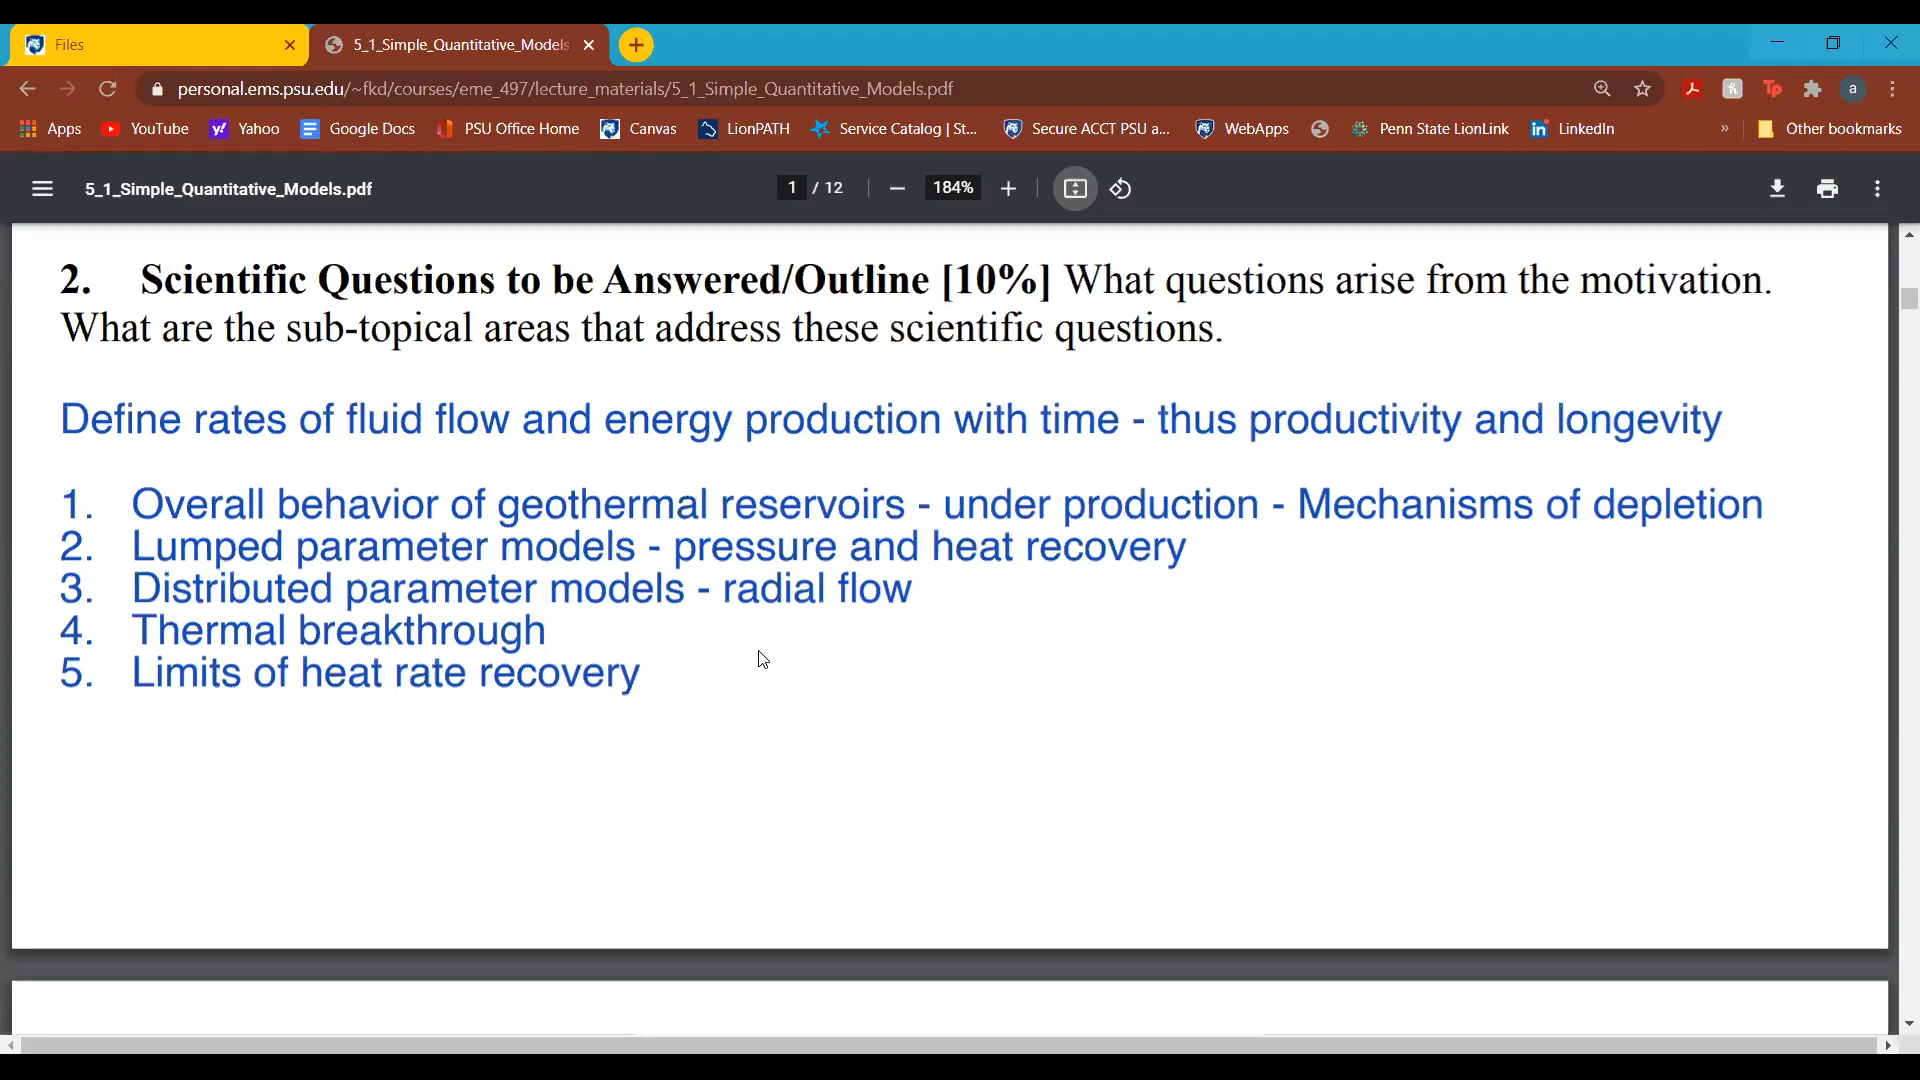 Files
5_1_Simple_Quantitative_Models
personal.ems.psu.edu/~fkd/courses/eme_497/lecture_materials/5_1_Simple_Quantitative_Models.pdf
a
Apps YouTube Yahoo Google Docs PSU Office Home Canvas LionPATH Service Catalog | St... Secure ACCT PSU a... WebApps Penn State LionLink LinkedIn » Other bookmarks
5_1_Simple_Quantitative_Models.pdf 1 / 12 184%
2. Scientific Questions to be Answered/Outline [10%] What questions arise from the motivation.
What are the sub-topical areas that address these scientific questions.
Define rates of fluid flow and energy production with time - thus productivity and longevity
1. Overall behavior of geothermal reservoirs - under production - Mechanisms of depletion
2. Lumped parameter models - pressure and heat recovery
3. Distributed parameter models - radial flow
4. Thermal breakthrough
5. Limits of heat rate recovery